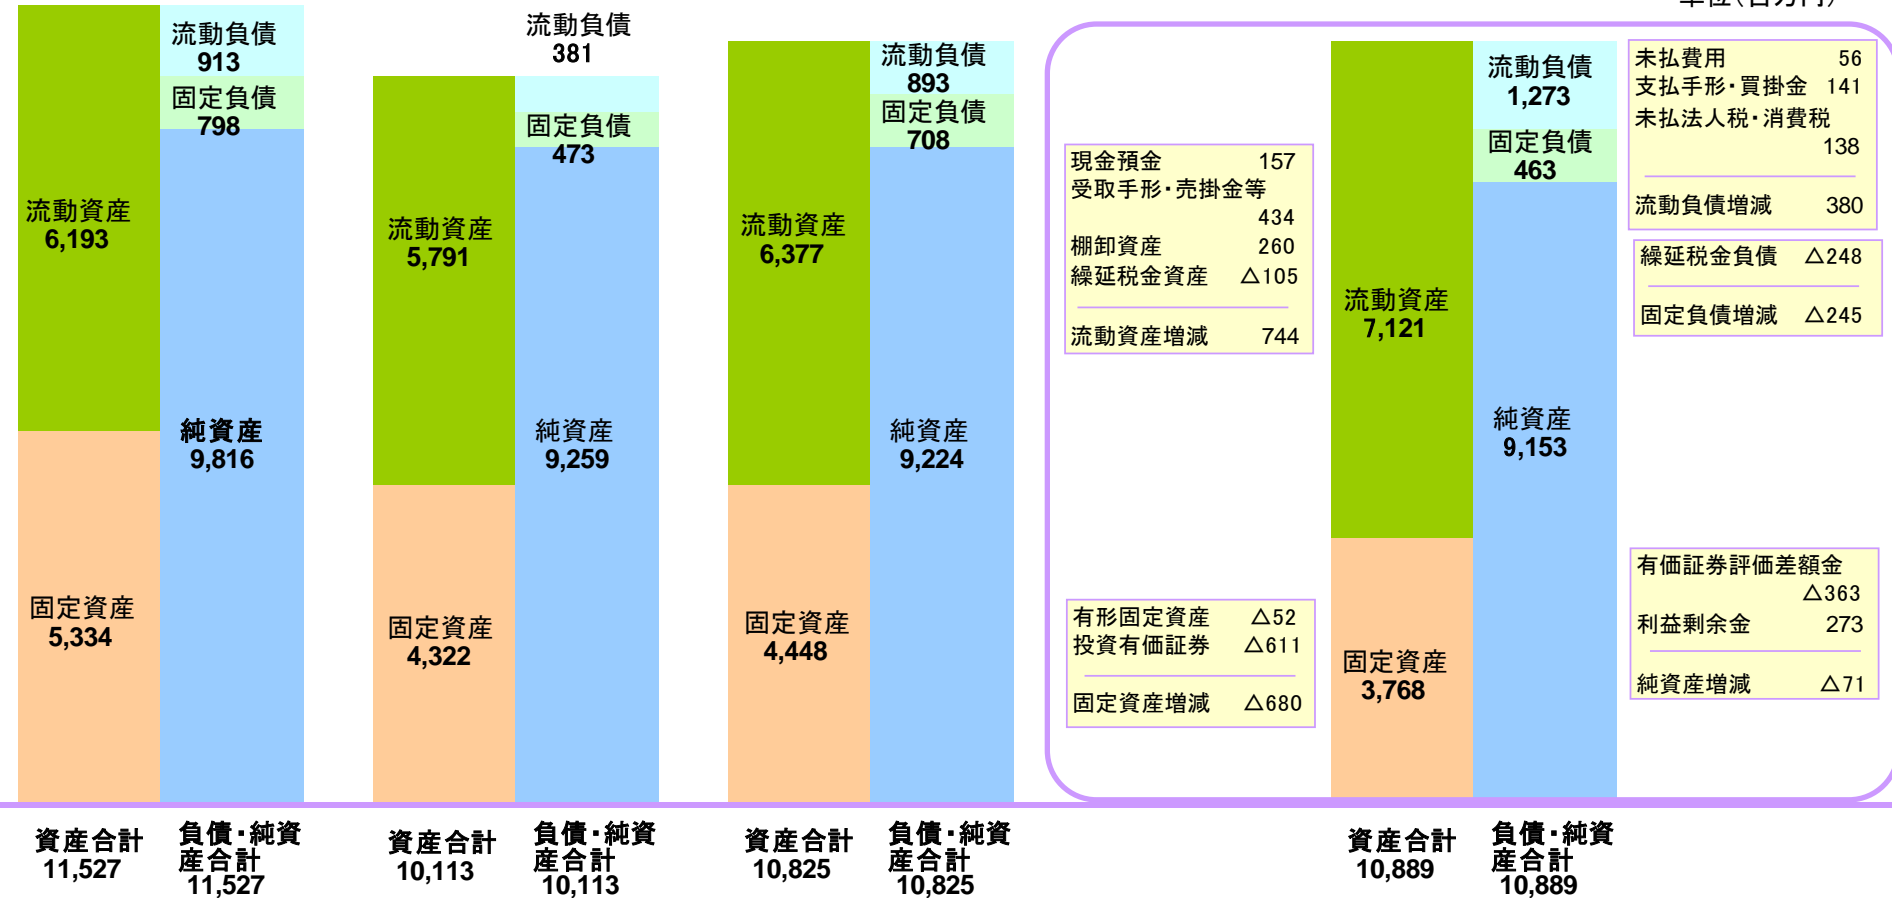 流動負債
913
固定負債
798
流動資産
6,193
純資産
9,816
固定資産
5,334
資産合計
11,527
負債・純資
産合計
11,527
流動負債
381
固定負債
473
流動資産
5,791
純資産
9,259
固定資産
4,322
資産合計
10,113
負債・純資
産合計
10,113
流動負債
893
固定負債
708
流動資産
6,377
純資産
9,224
固定資産
4,448
資産合計
10,825
負債・純資
産合計
10,825
現金預金 157
受取手形・売掛金等
434
棚卸資産 260
繰延税金資産 △105
流動資産増減 744
有形固定資産 △52
投資有価証券 △611
固定資産増減 △680
流動負債
1,273
固定負債
463
流動資産
7,121
純資産
9,153
固定資産
3,768
資産合計
10,889
負債・純資
産合計
10,889
未払費用 56
支払手形・買掛金 141
未払法人税・消費税
138
流動負債増減 380
繰延税金負債 △248
固定負債増減 △245
有価証券評価差額金
△363
利益剰余金 273
純資産増減 △71